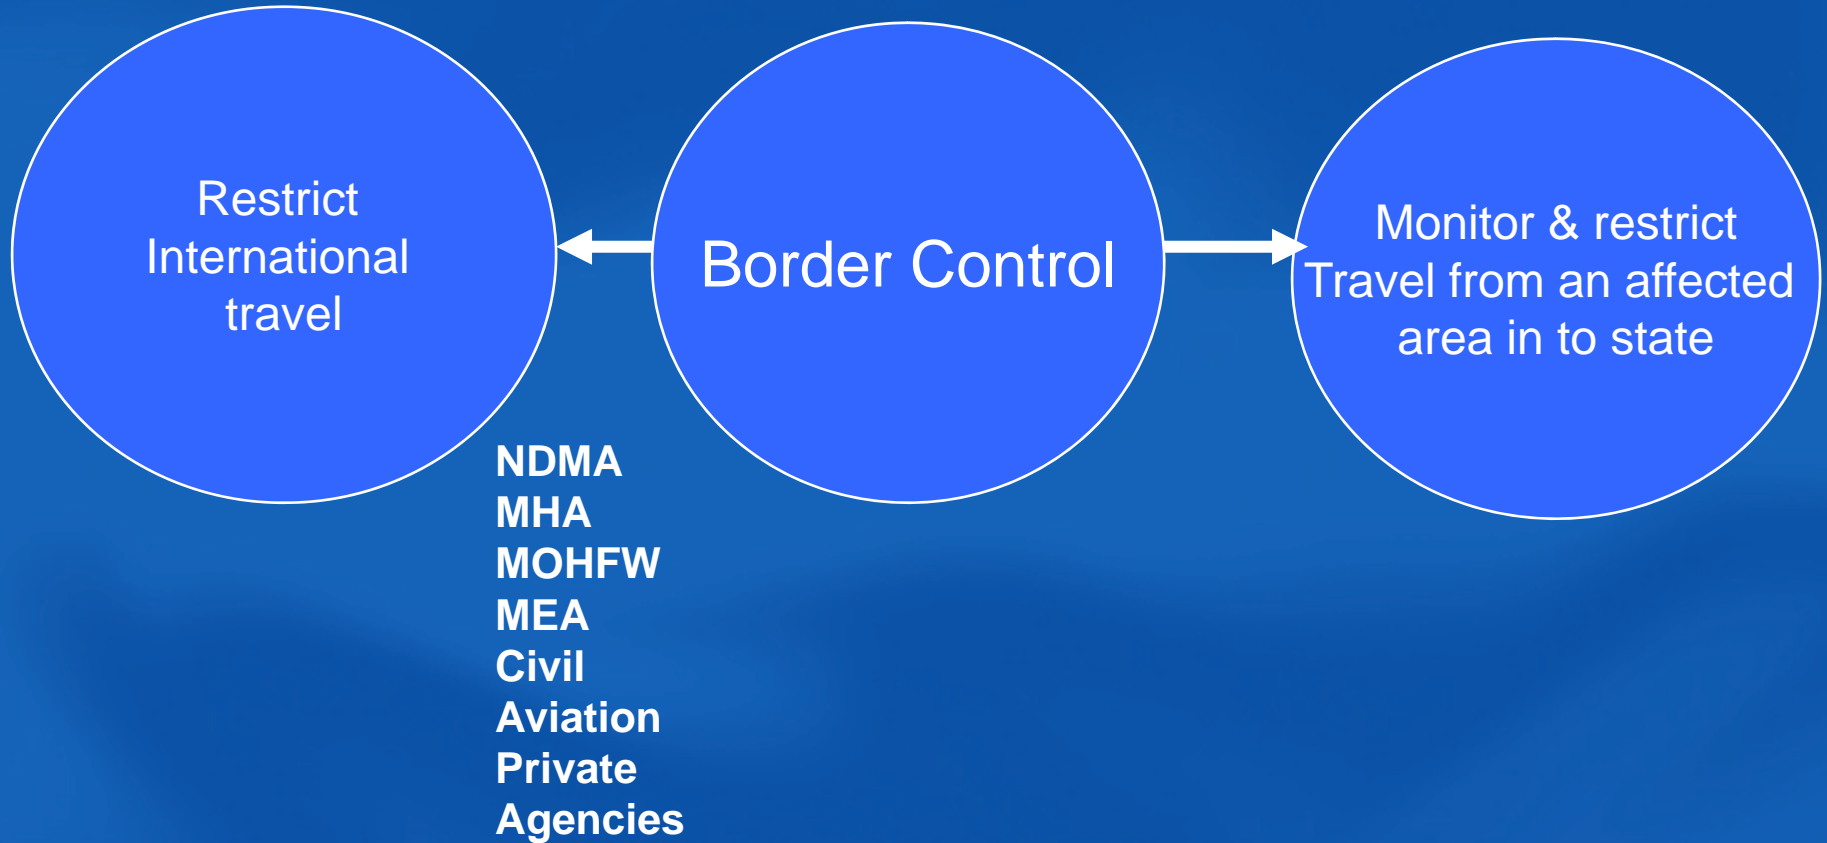 Restrict
International
travel
Border Control
Monitor & restrict
Travel from an affected
area in to state
NDMA
MHA
MOHFW
MEA
Civil
Aviation
Private
Agencies